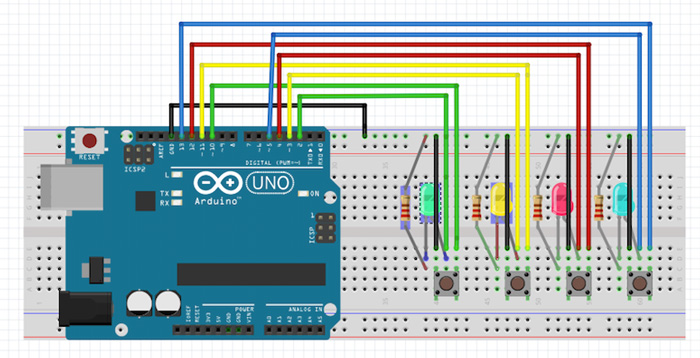 AREF
GND
13
12
~11
~10
~9
8
7
~6
~5
4
~3
2
TX▸1
RX◂0
RESET
ICSP2
DIGITAL (PWM=~)
L
TX
RX
UNO
Arduino™
ON
ICSP
1
IOREF
RESET
3V3
5V
GND
GND
VIN
POWER
ANALOG IN
A0
A1
A2
A3
A4
A5